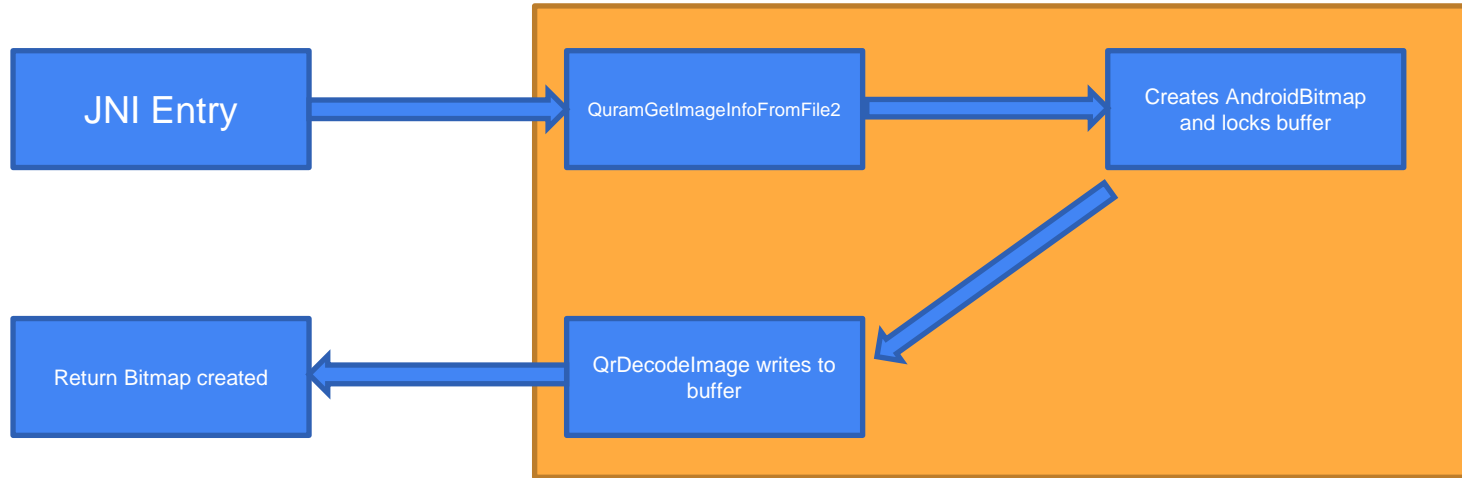 JNI Entry
QuramGetImageInfoFromFile2
Creates AndroidBitmap
and locks buffer
QrDecodeImage writes to
buffer
Return Bitmap created